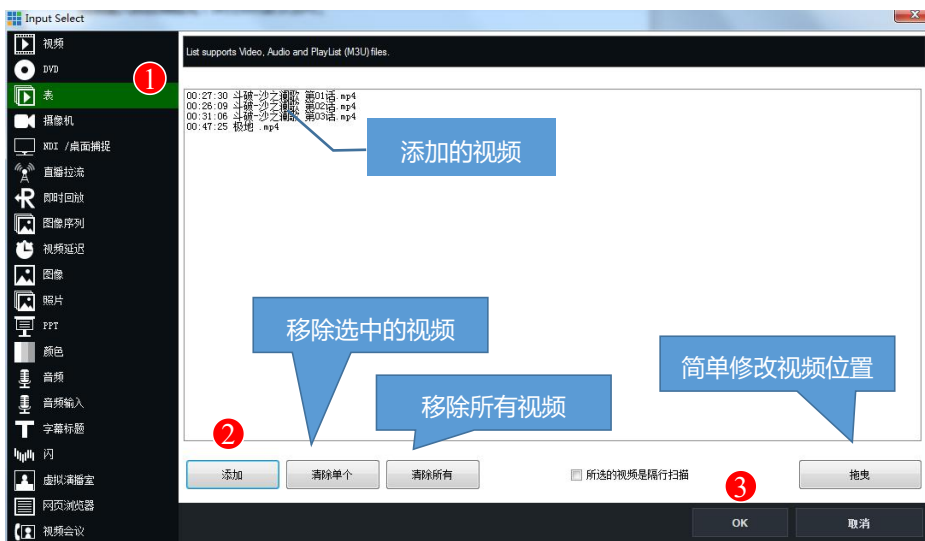 Input Select
视频
DVD
1
表
摄像机
NDI /桌面捕捉
直播拉流
即时回放
图像序列
视频延迟
图像
照片
PPT
颜色
音频
音频输入
字幕标题
闪
虚拟演播室
网页浏览器
视频会议
List supports Video, Audio and PlayList (M3U) files.
00:27:30 斗破-沙之澜歌 第01话.mp4
00:26:09 斗破-沙之澜歌 第02话.mp4
00:31:06 斗破-沙之澜歌 第03话.mp4
00:47:25 极地 .mp4
添加的视频
移除选中的视频
移除所有视频
简单修改视频位置
2
添加
清除单个
清除所有
所选的视频是隔行扫描
拖曳
3
OK
取消